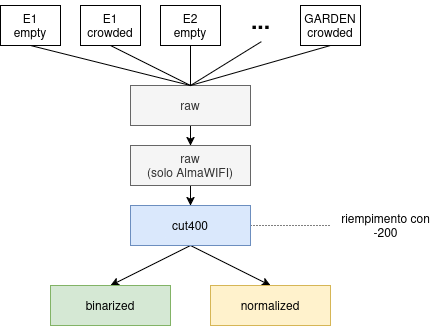 E1
empty
E1
crowded
E2
empty
...
GARDEN
crowded
raw
raw
(solo AlmaWIFI)
cut400
riempimento con
-200
binarized
normalized